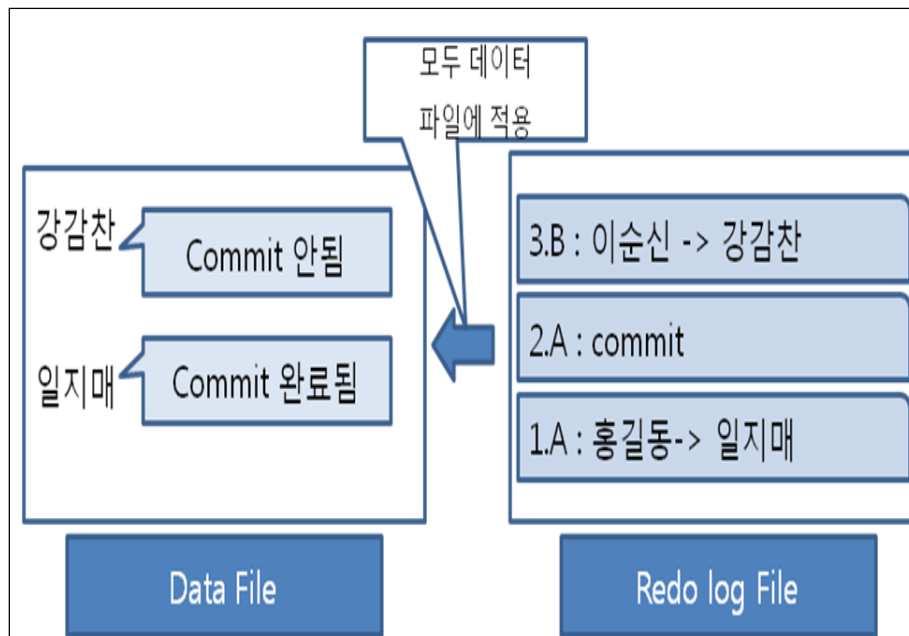 모두 데이터
파일에 적용
강감찬
Commit 안됨
일지매
Commit 완료됨
3.B : 이순신 -> 강감찬
2.A : commit
1.A : 홍길동-> 일지매
Data File
Redo log File